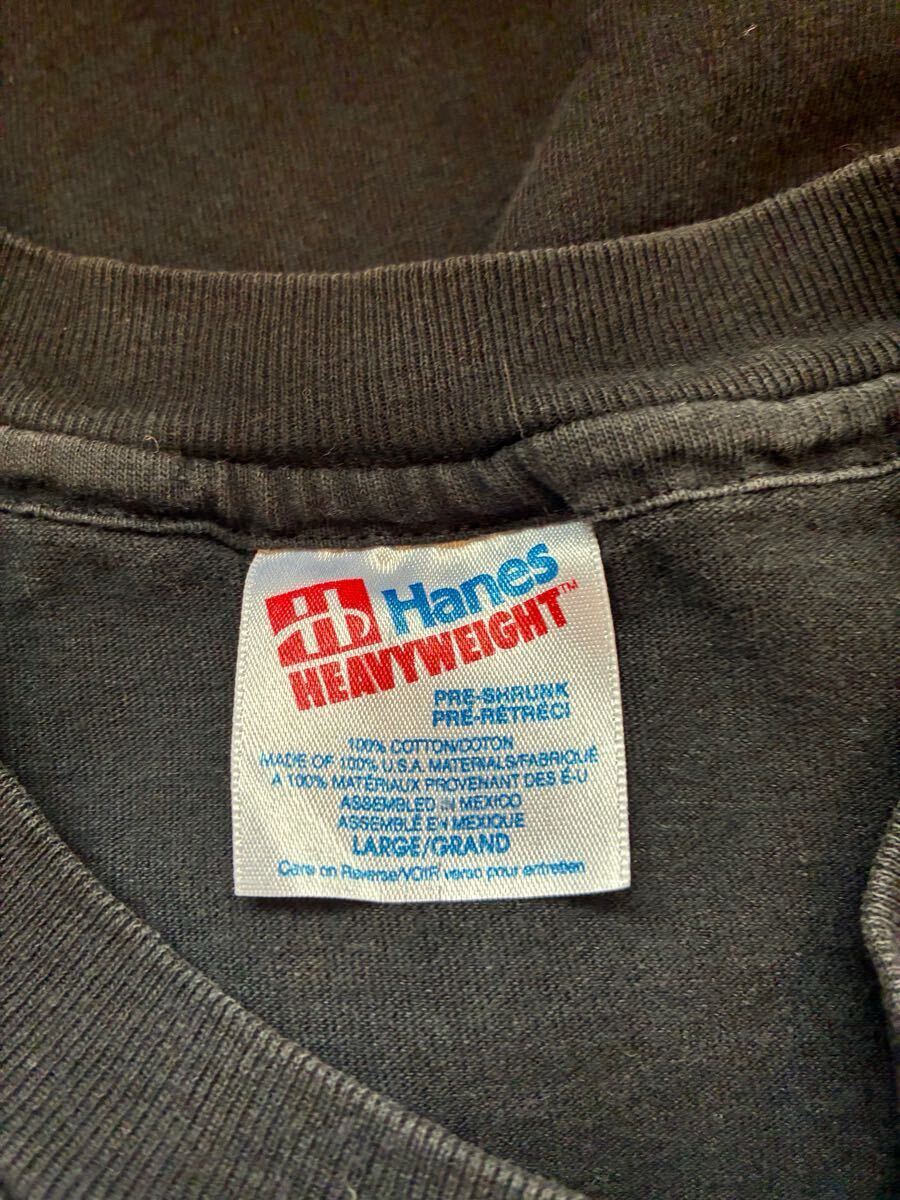 Hanes
HEAVYWEIGHT™
PRE-SHRUNK
PRÉ-RÉTRÉCI
100% COTTON/COTON
MADE OF 100% U.S.A. MATERIALS/FABRIQUÉ
A 100% MATÉRIAUX PROVENANT DES É-U
ASSEMBLED IN MEXICO
ASSEMBLÉ EN MEXIQUE
LARGE/GRAND
Care on Reverse/VOIR verso pour entretien